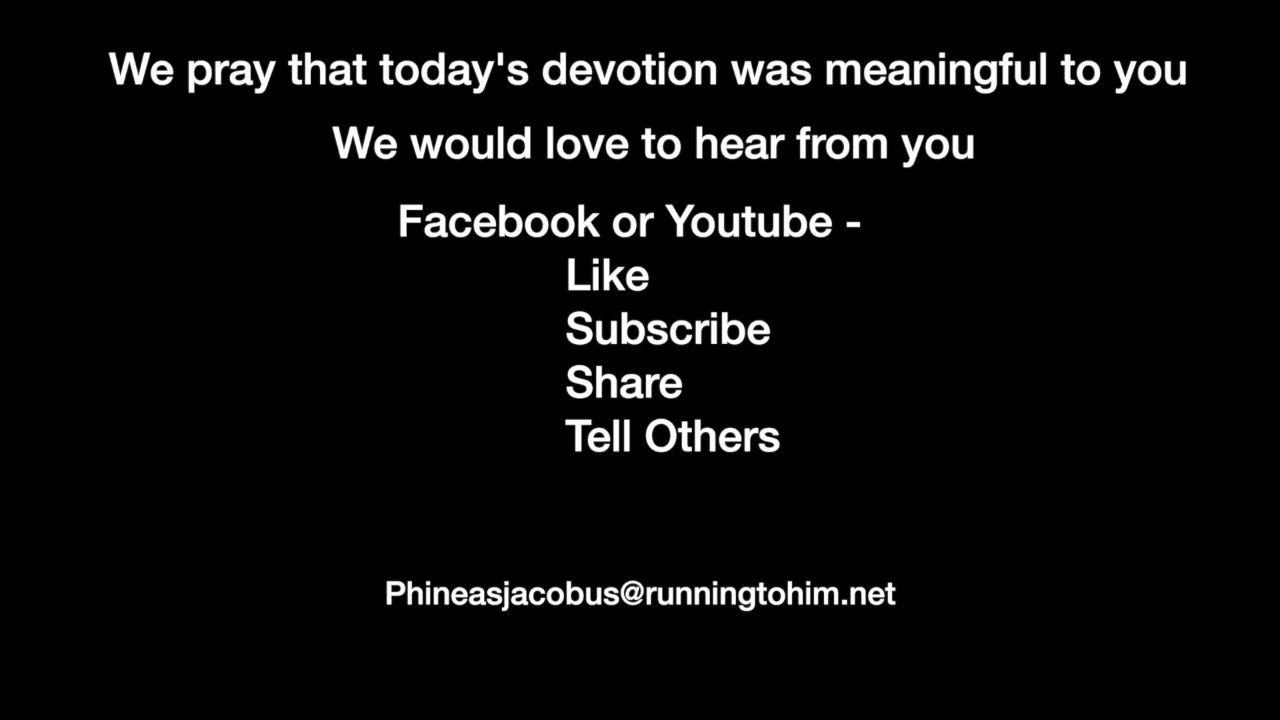 We pray that today's devotion was meaningful to you
We would love to hear from you
Facebook or Youtube -
Like
Subscribe
Share
Tell Others
Phineasjacobus@runningtohim.net